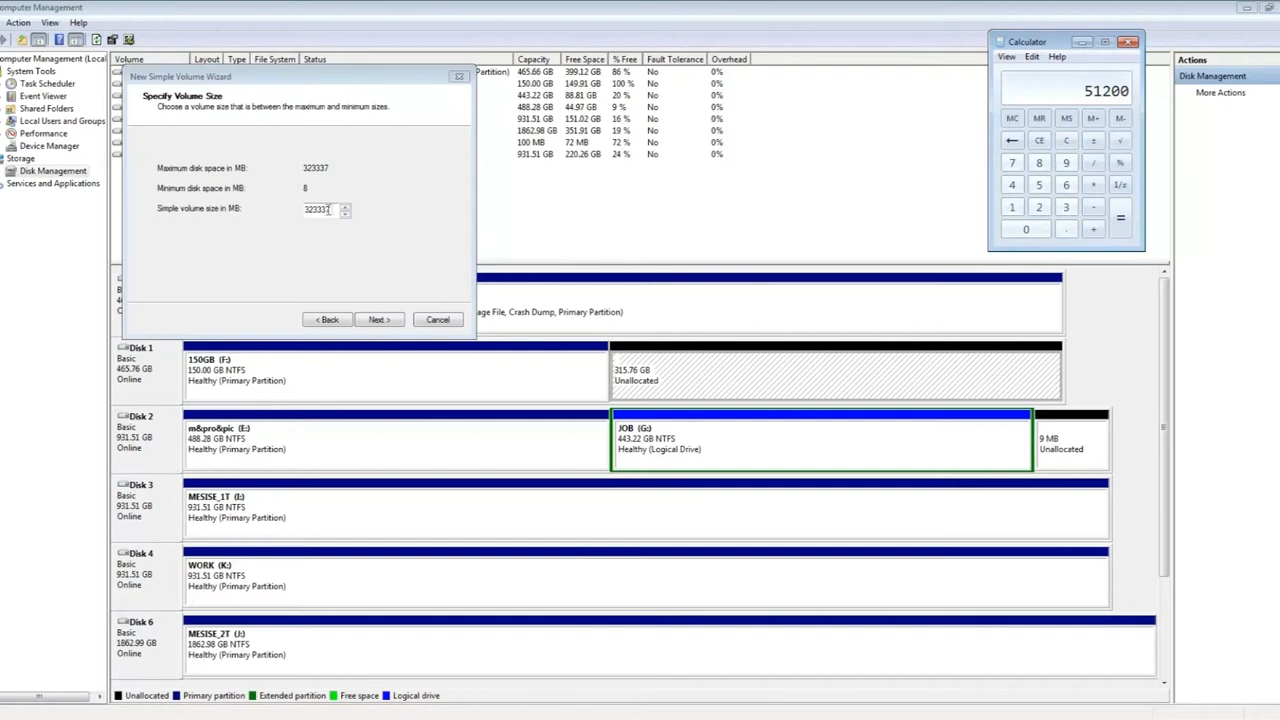 omputer Management
Action View Help
omputer Management (Local
System Tools
Task Scheduler
Event Viewer
Shared Folders
Local Users and Groups
Performance
Device Manager
Storage
Disk Management
Services and Applications
Volume Layout Type File System Status Capacity Free Space % Free Fault Tolerance Overhead
Partition) 465.66 GB 399.12 GB 86 % No 0%
150.00 GB 149.91 GB 100 % No 0%
443.22 GB 88.81 GB 20 % No 0%
488.28 GB 44.97 GB 9 % No 0%
931.51 GB 151.02 GB 16 % No 0%
1862.98 GB 351.91 GB 19 % No 0%
100 MB 72 MB 72 % No 0%
931.51 GB 220.26 GB 24 % No 0%
New Simple Volume Wizard
Specify Volume Size
Choose a volume size that is between the maximum and minimum sizes.
Maximum disk space in MB: 323337
Minimum disk space in MB: 8
Simple volume size in MB: 323337
< Back Next > Cancel
Calculator
View Edit Help
51200
MC MR MS M+ M-
← CE C ± √
7 8 9 / %
4 5 6 * 1/x
1 2 3 - =
0 . +
Actions
Disk Management
More Actions
age File, Crash Dump, Primary Partition)
Disk 1
Basic
465.76 GB
Online
150GB (F:)
150.00 GB NTFS
Healthy (Primary Partition)
315.76 GB
Unallocated
Disk 2
Basic
931.51 GB
Online
m&pro&pic (E:)
488.28 GB NTFS
Healthy (Primary Partition)
JOB (G:)
443.22 GB NTFS
Healthy (Logical Drive)
9 MB
Unallocated
Disk 3
Basic
931.51 GB
Online
MESISE_1T (I:)
931.51 GB NTFS
Healthy (Primary Partition)
Disk 4
Basic
931.51 GB
Online
WORK (K:)
931.51 GB NTFS
Healthy (Primary Partition)
Disk 6
Basic
1862.99 GB
Online
MESISE_2T (J:)
1862.98 GB NTFS
Healthy (Primary Partition)
Unallocated Primary partition Extended partition Free space Logical drive